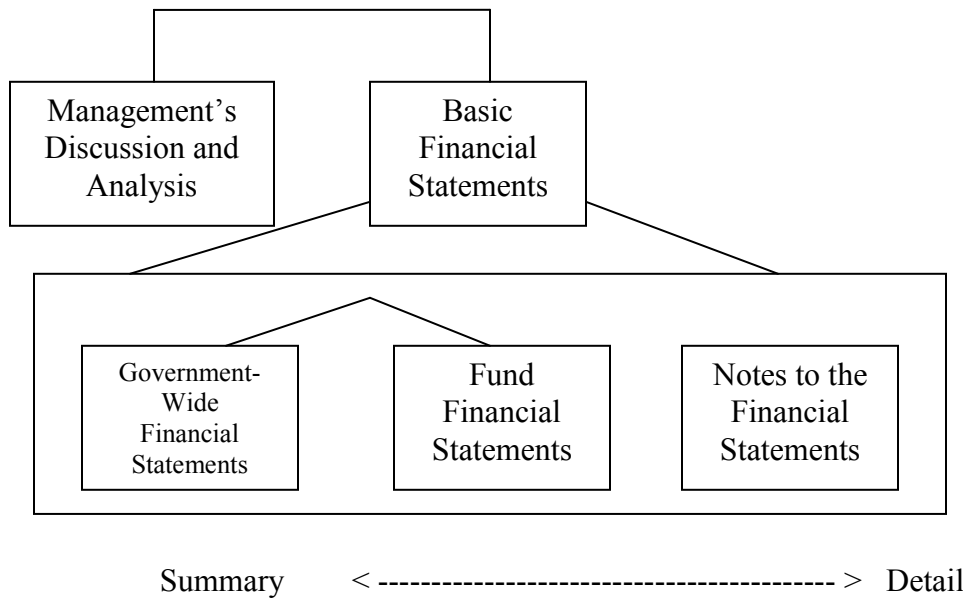 Management’s
Discussion and
Analysis
Basic
Financial
Statements
Government-
Wide
Financial
Statements
Fund
Financial
Statements
Notes to the
Financial
Statements
Summary < ------------------------------------------- > Detail